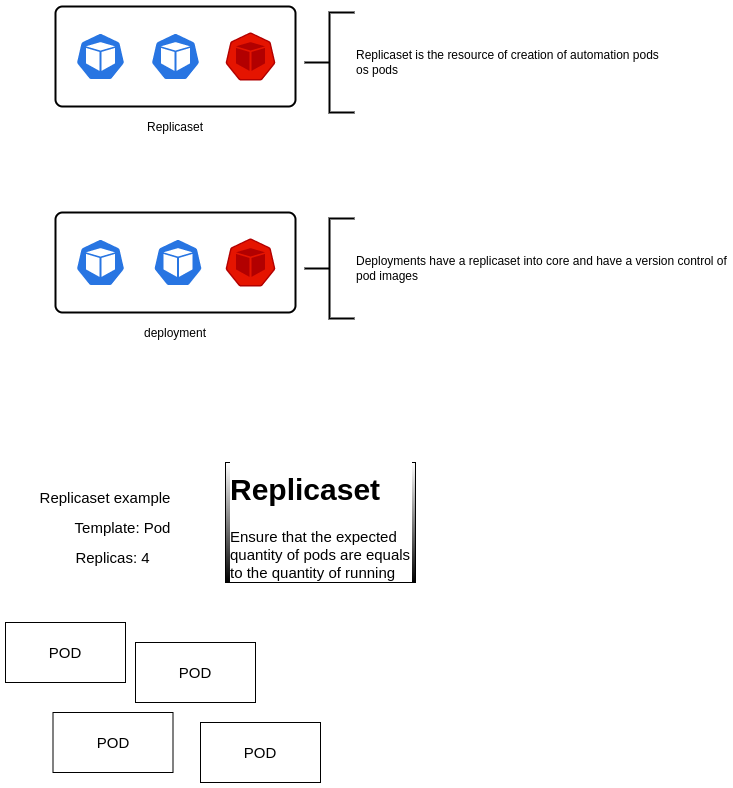 Replicaset is the resource of creation of automation pods
os pods
Replicaset
Deployments have a replicaset into core and have a version control of
pod images
deployment
Replicaset example
Template: Pod
Replicas: 4
Replicaset
Ensure that the expected
quantity of pods are equals
to the quantity of running
POD
POD
POD
POD